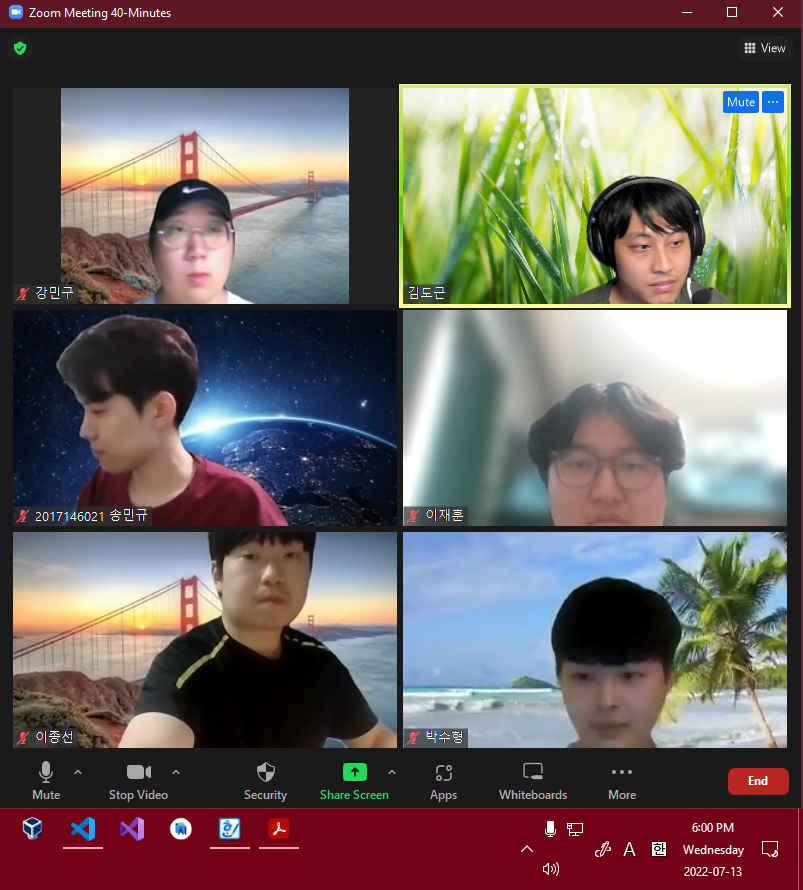 Zoom Meeting 40-Minutes
View
Mute
강민구
김도근
2017146021 송민규
이재훈
이종선
박수형
Mute
Stop Video
Security
Share Screen
Apps
Whiteboards
More
End
6:00 PM
A
한
Wednesday
2022-07-13